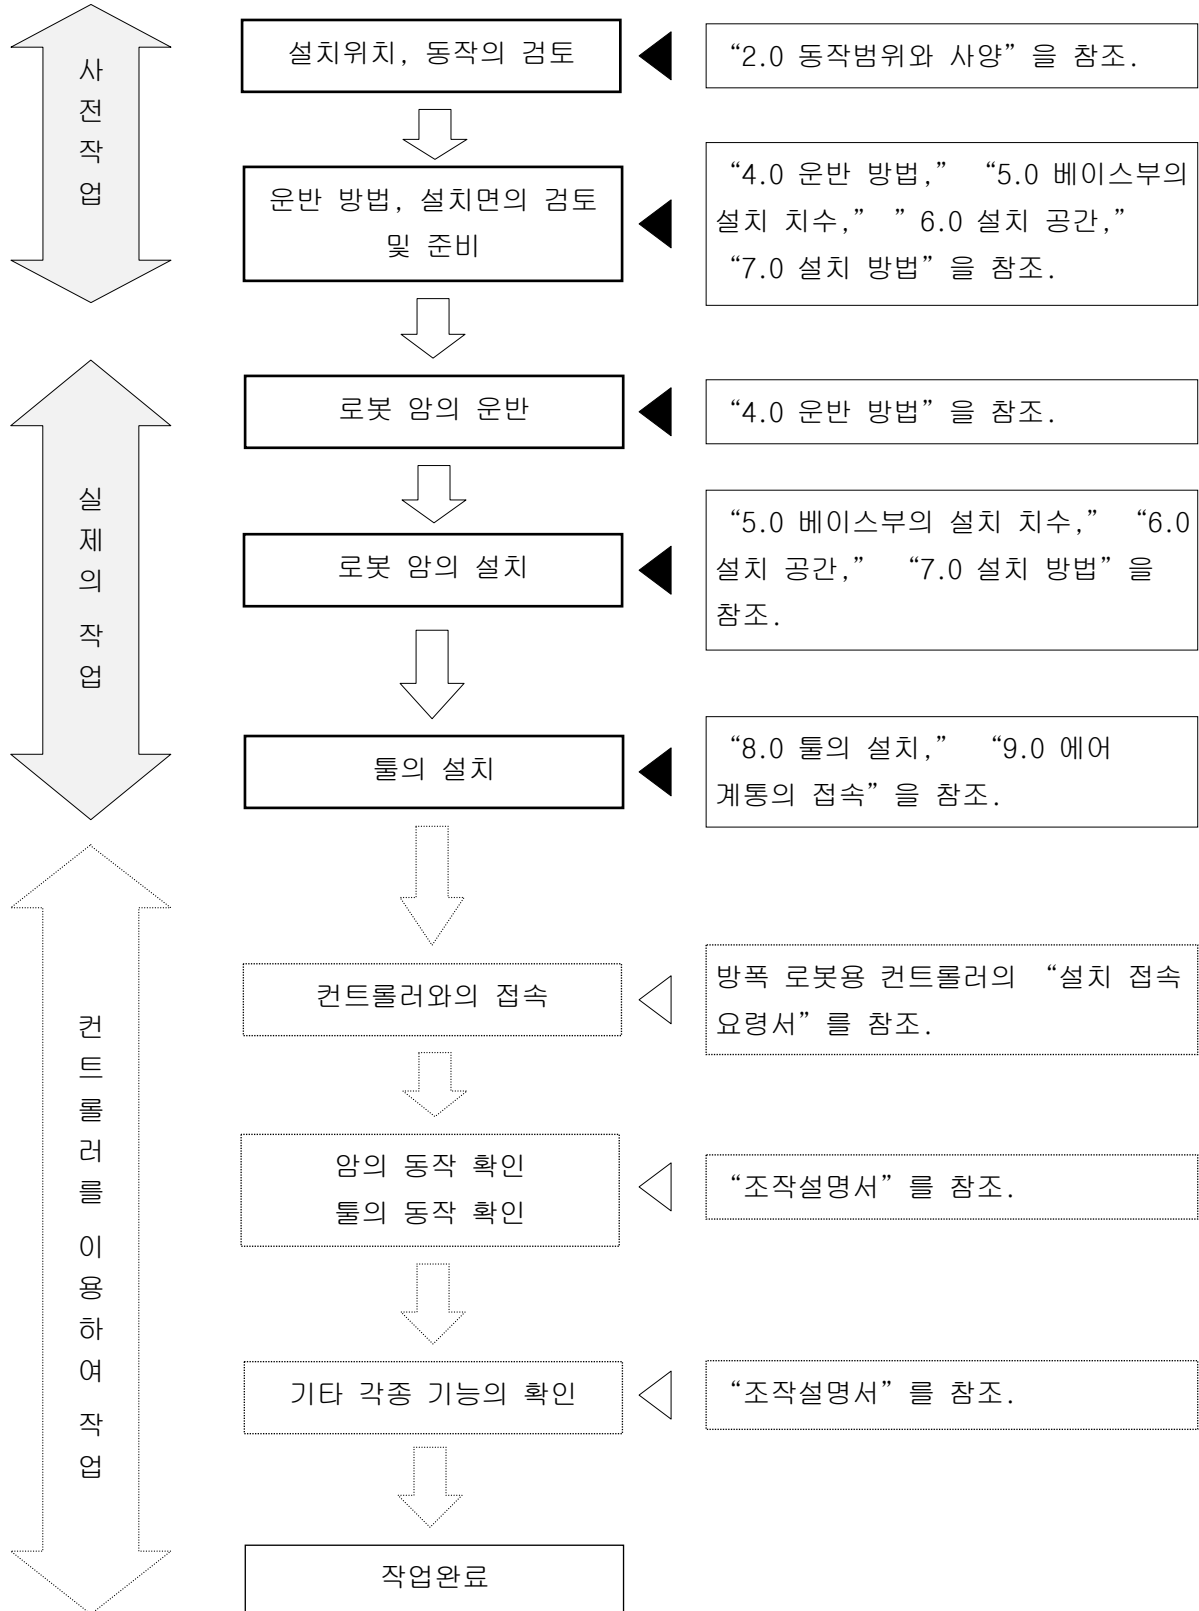 사전작업
설치위치, 동작의 검토
“2.0 동작범위와 사양”을 참조.
운반 방법, 설치면의 검토
및 준비
“4.0 운반 방법,” “5.0 베이스부의
설치 치수,” ” 6.0 설치 공간,”
“7.0 설치 방법”을 참조.
실제의 작업
로봇 암의 운반
“4.0 운반 방법”을 참조.
로봇 암의 설치
“5.0 베이스부의 설치 치수,” “6.0
설치 공간,” “7.0 설치 방법”을
참조.
툴의 설치
“8.0 툴의 설치,” “9.0 에어
계통의 접속”을 참조.
컨트롤러를 이용하여 작업
컨트롤러와의 접속
방폭 로봇용 컨트롤러의 “설치 접속
요령서”를 참조.
암의 동작 확인
툴의 동작 확인
“조작설명서”를 참조.
기타 각종 기능의 확인
“조작설명서”를 참조.
작업완료